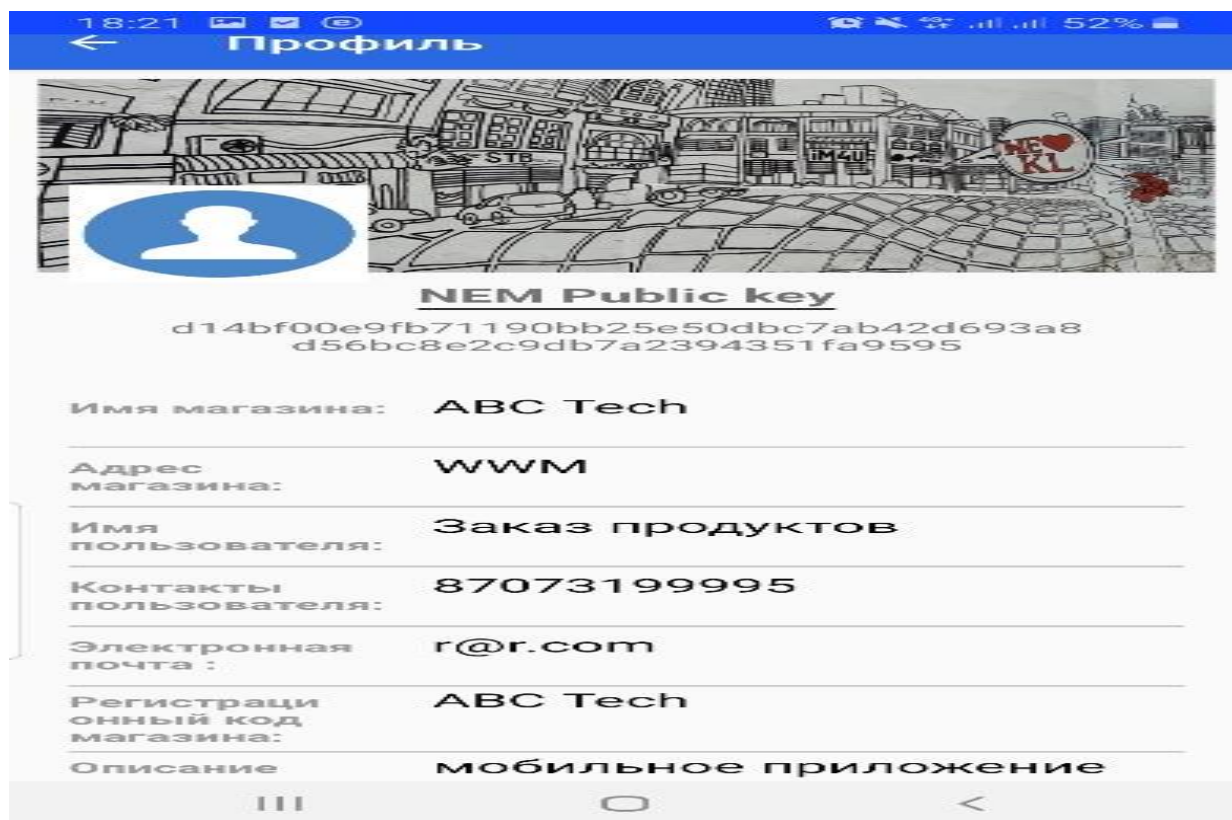 18:21 52%
Профиль
STB
iM4U
NE❤
KL
NEM Public key
d14bf00e9fb71190bb25e50dbc7ab42d693a8
d56bc8e2c9db7a2394351fa9595
Имя магазина: ABC Tech
Адрес WWM
магазина:
Имя Заказ продуктов
пользователя:
Контакты 87073199995
пользователя:
Электронная r@r.com
почта :
Регистраци ABC Tech
онный код
магазина:
Описание мобильное приложение